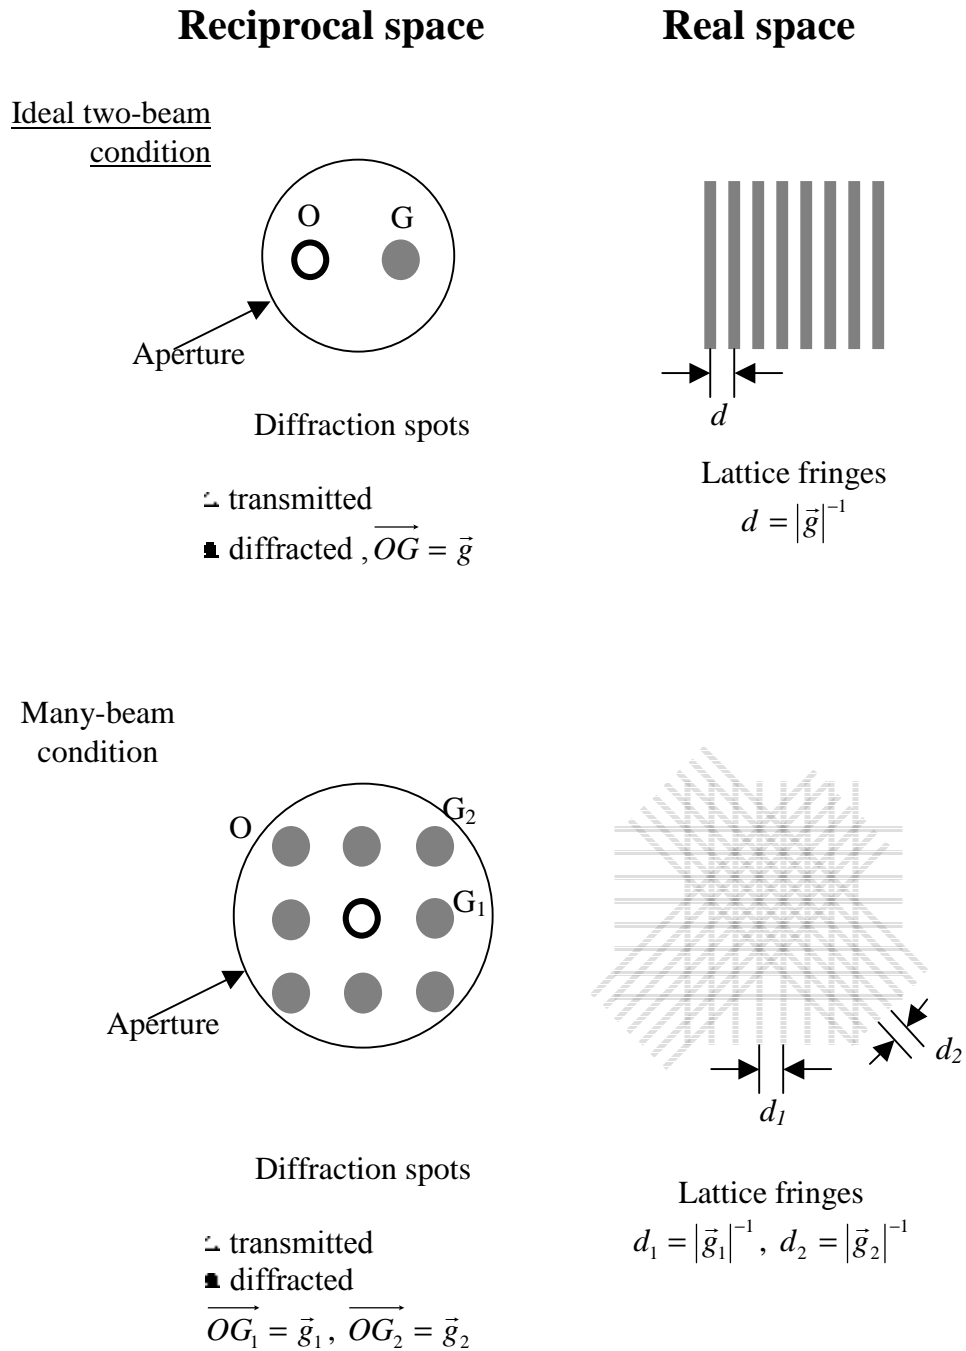 Reciprocal space
Real space
Ideal two-beam
condition
O
G
Aperture
d
Diffraction spots
transmitted
diffracted , \overrightarrow{OG} = \vec{g}
Lattice fringes
d = |\vec{g}|^{-1}
Many-beam
condition
O
G₂
G₁
Aperture
d₂
d₁
Diffraction spots
transmitted
diffracted
\overrightarrow{OG_1} = \vec{g}_1 , \overrightarrow{OG_2} = \vec{g}_2
Lattice fringes
d_1 = |\vec{g}_1|^{-1} , d_2 = |\vec{g}_2|^{-1}